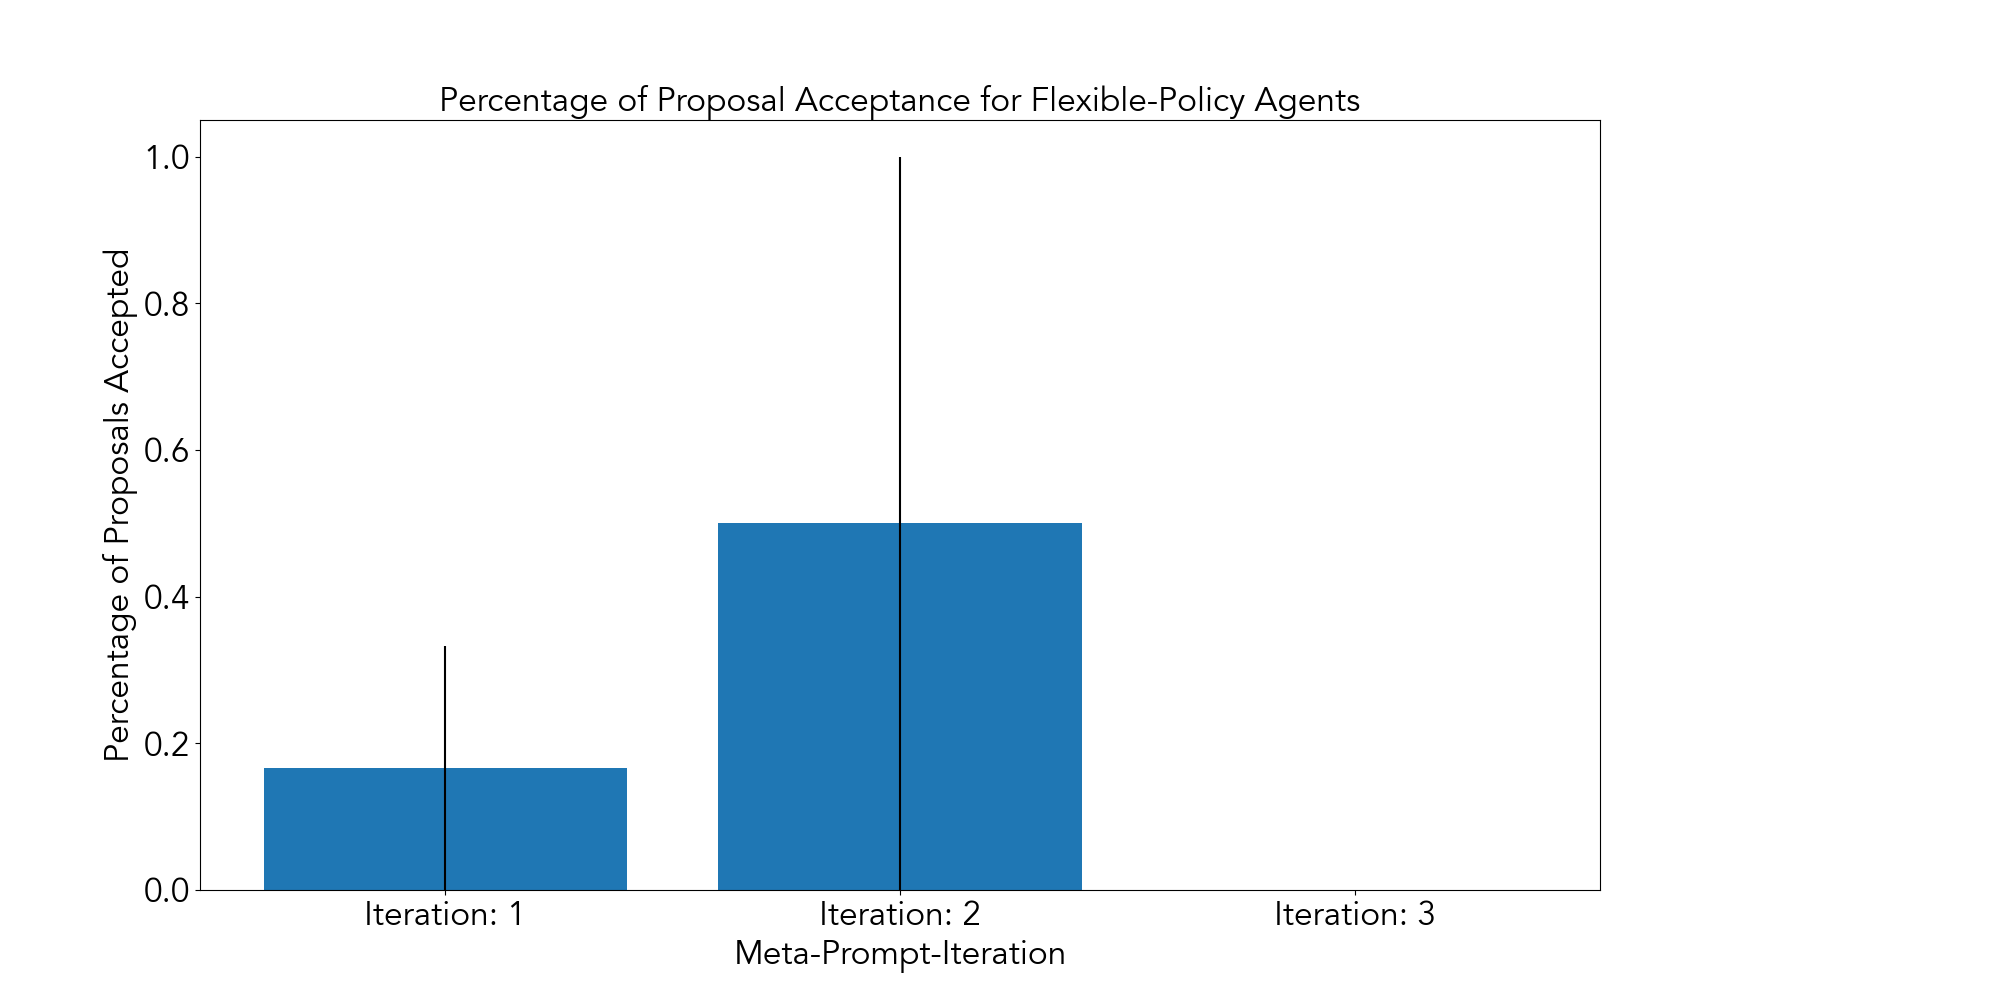 Percentage of Proposal Acceptance for Flexible-Policy Agents
Percentage of Proposals Accepted
1.0
0.8
0.6
0.4
0.2
0.0
Iteration: 1
Iteration: 2
Iteration: 3
Meta-Prompt-Iteration